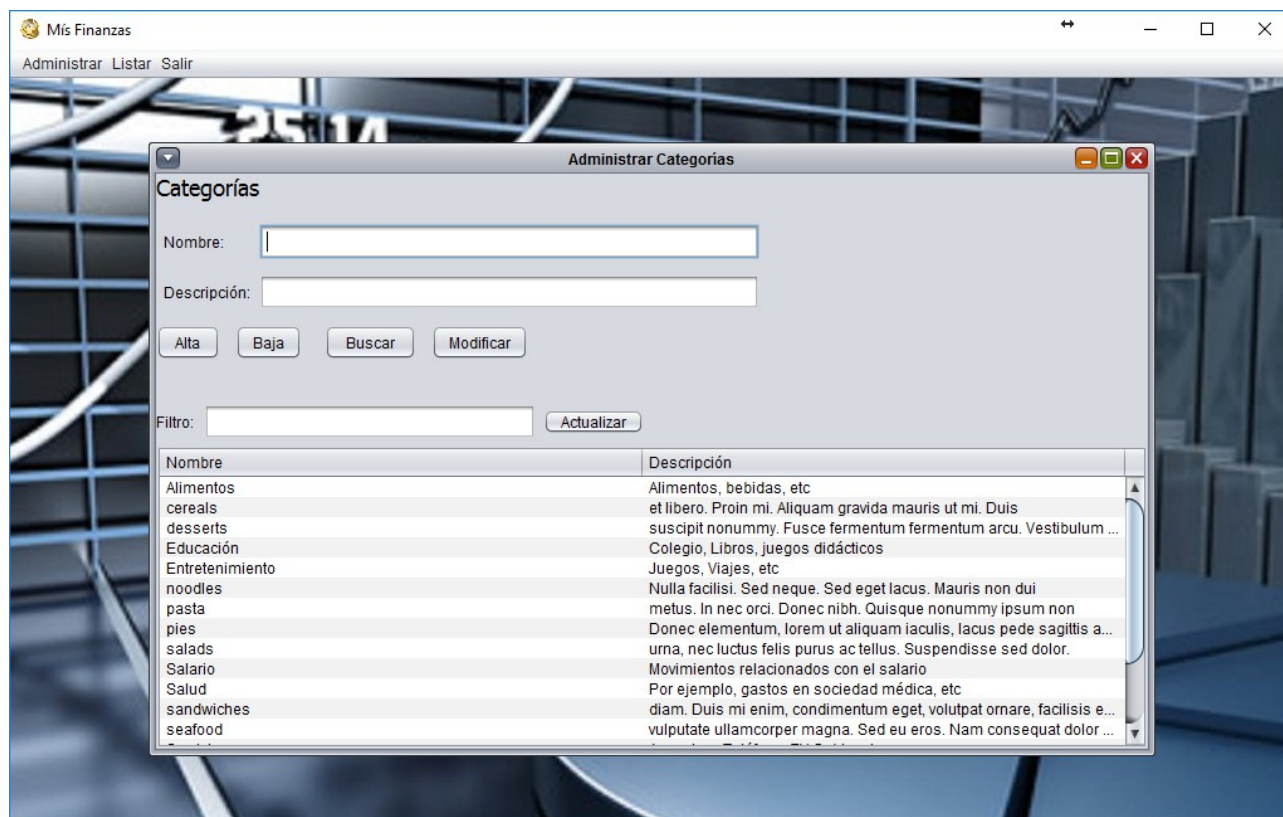 Mís Finanzas
Administrar Listar Salir
25 14
Administrar Categorías
Categorías
Nombre:
Descripción:
Alta Baja Buscar Modificar
Filtro: Actualizar
Nombre Descripción
Alimentos Alimentos, bebidas, etc
cereals et libero. Proin mi. Aliquam gravida mauris ut mi. Duis
desserts suscipit nonummy. Fusce fermentum fermentum arcu. Vestibulum ...
Educación Colegio, Libros, juegos didácticos
Entretenimiento Juegos, Viajes, etc
noodles Nulla facilisi. Sed neque. Sed eget lacus. Mauris non dui
pasta metus. In nec orci. Donec nibh. Quisque nonummy ipsum non
pies Donec elementum, lorem ut aliquam iaculis, lacus pede sagittis a...
salads urna, nec luctus felis purus ac tellus. Suspendisse sed dolor.
Salario Movimientos relacionados con el salario
Salud Por ejemplo, gastos en sociedad médica, etc
sandwiches diam. Duis mi enim, condimentum eget, volutpat ornare, facilisis e...
seafood vulputate ullamcorper magna. Sed eu eros. Nam consequat dolor ...